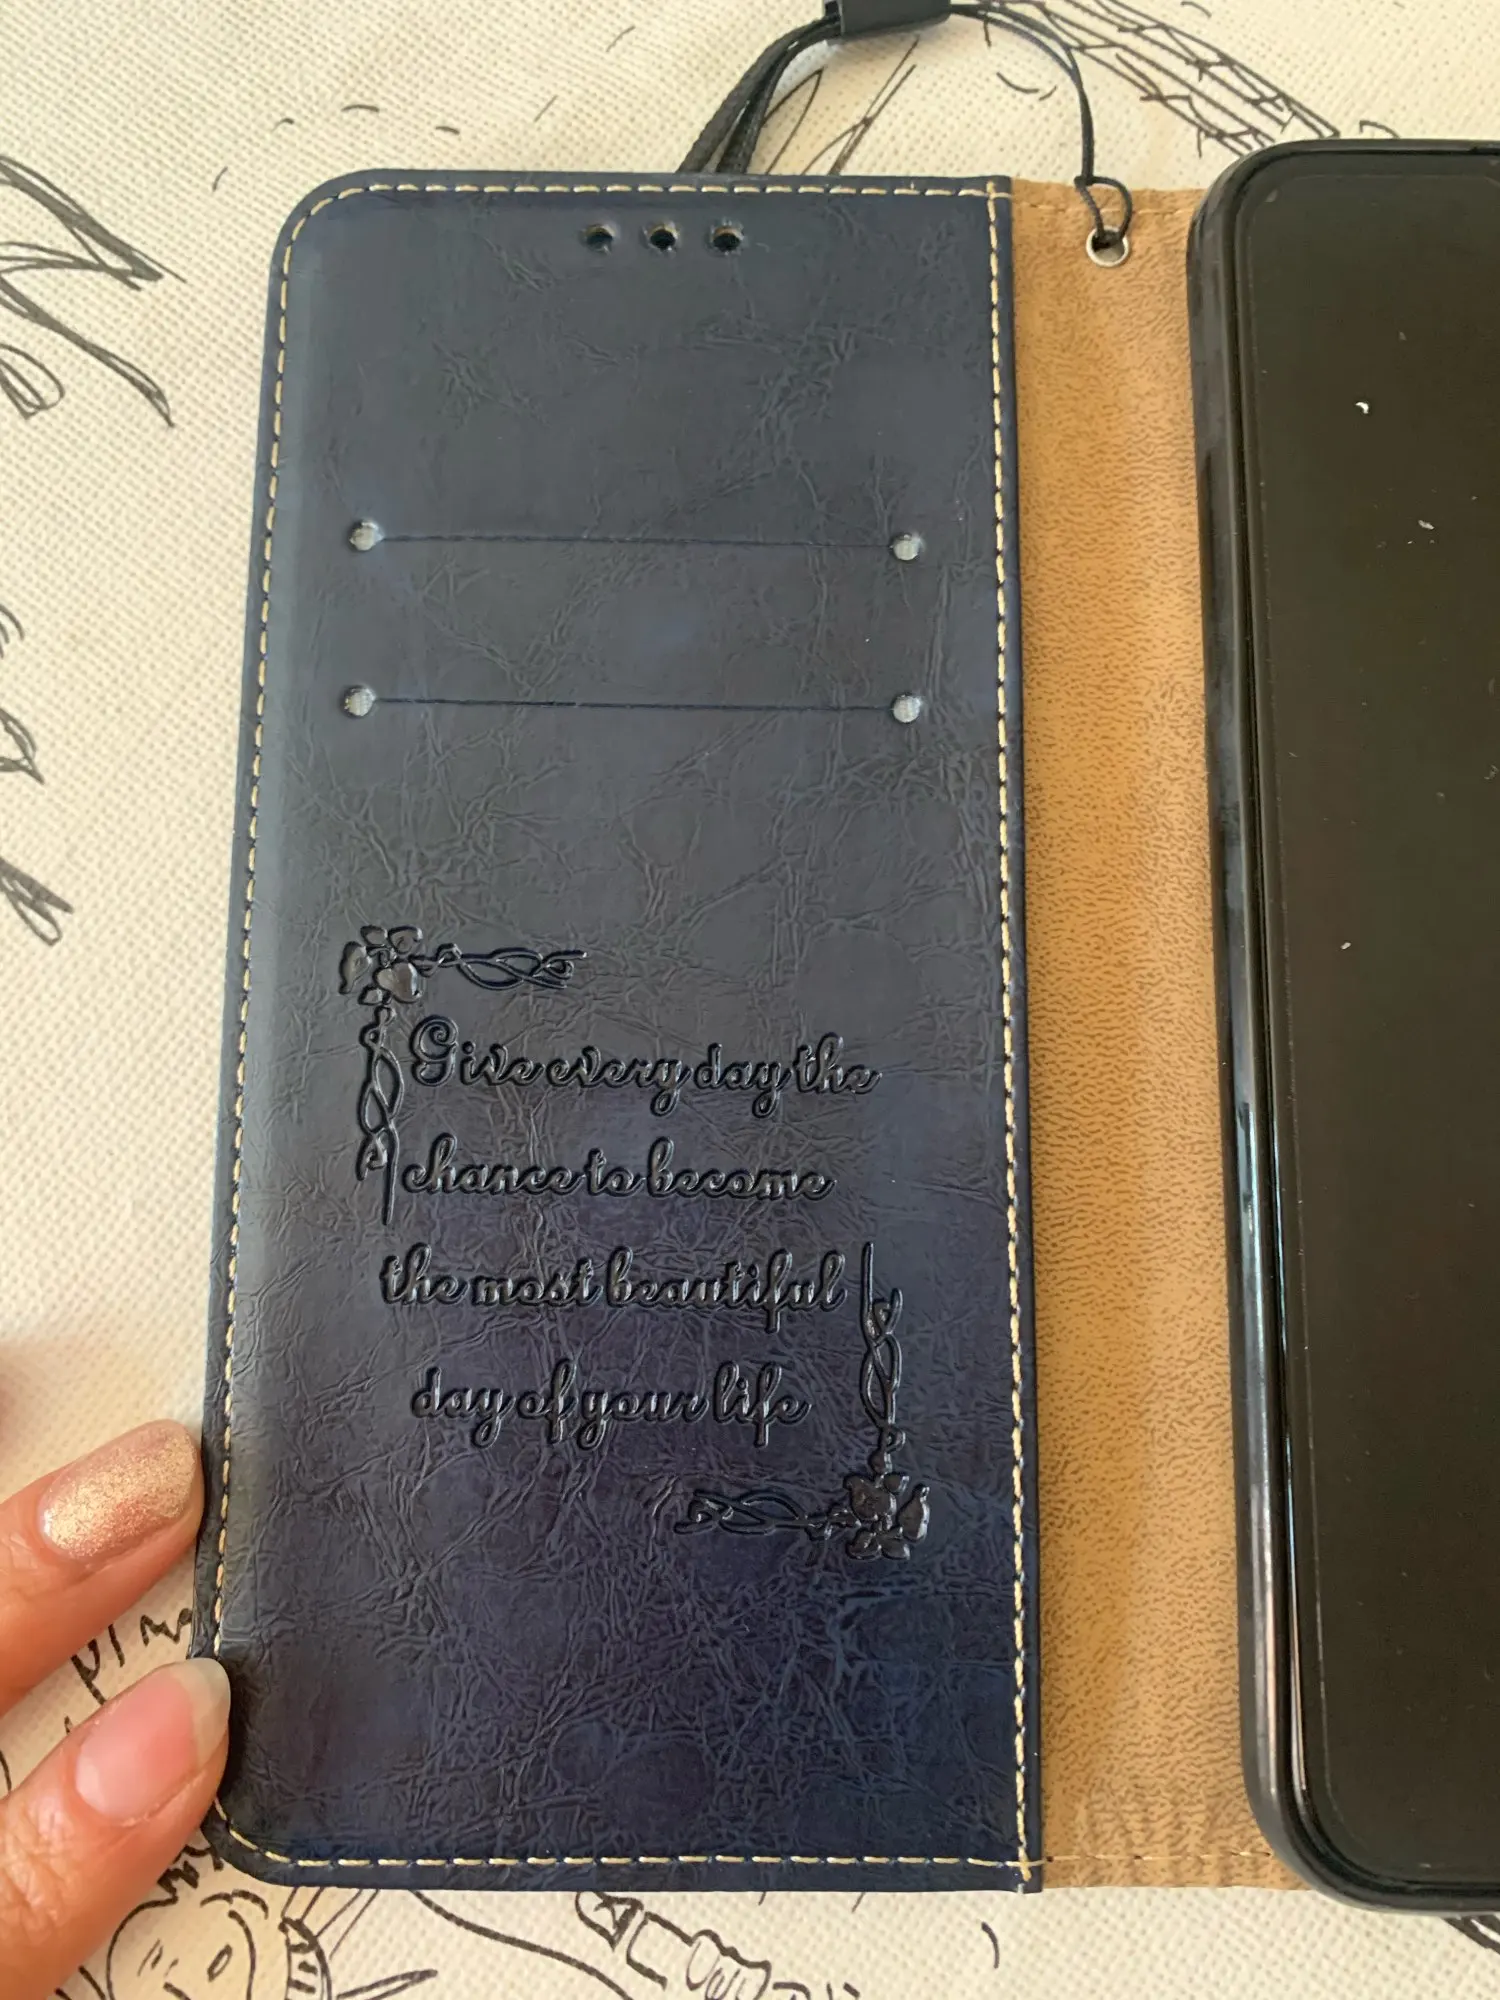 Give every day the
chance to become
the most beautiful
day of your life